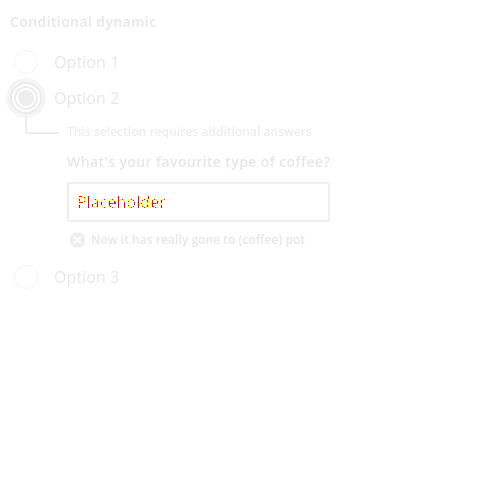 Conditional dynamic
Option 1
Option 2
This selection requires additional answers
What's your favourite type of coffee?
Placeholder
Now it has really gone to (coffee) pot
Option 3